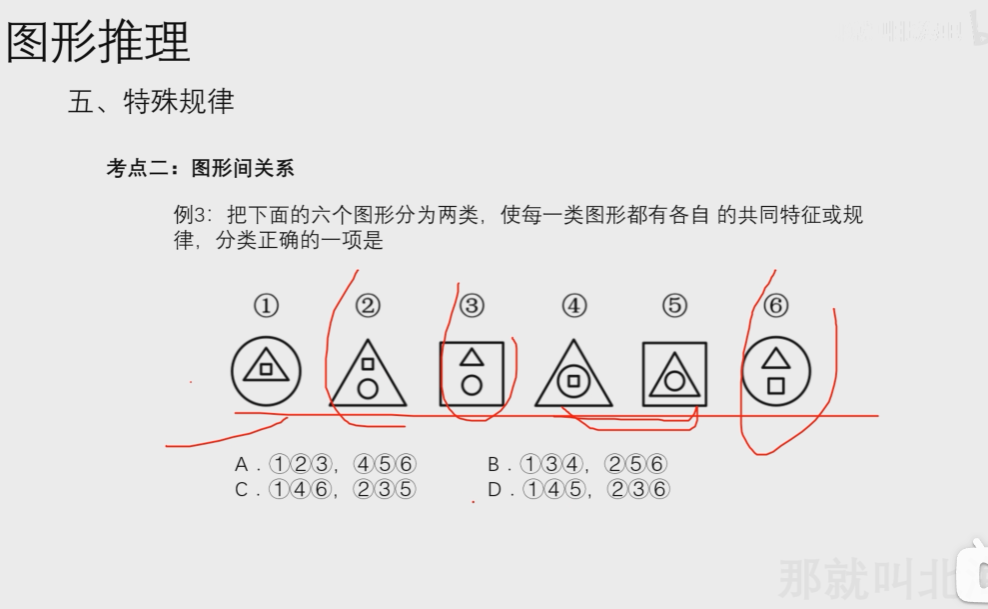 图形推理
五、特殊规律
考点二：图形间关系
例3：把下面的六个图形分为两类，使每一类图形都有各自 的共同特征或规
律，分类正确的一项是
① ② ③ ④ ⑤ ⑥
A．①②③，④⑤⑥ B．①③④，②⑤⑥
C．①④⑥，②③⑤ D．①④⑤，②③⑥
那就叫北